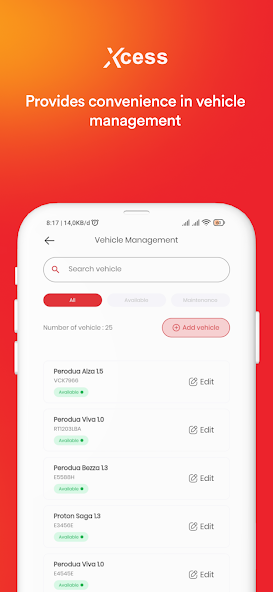 Xcess
Provides convenience in vehicle
management
8:17 | 14,0KB/d
Vehicle Management
Search vehicle
All Available Maintenance
Number of vehicle : 25 Add vehicle
Perodua Alza 1.5
VCK7966
Available
Edit
Perodua Viva 1.0
RT1203LBA
Available
Edit
Perodua Bezza 1.3
E5588H
Available
Edit
Proton Saga 1.3
E3456E
Available
Edit
Perodua Viva 1.0
E4545E
Available
Edit